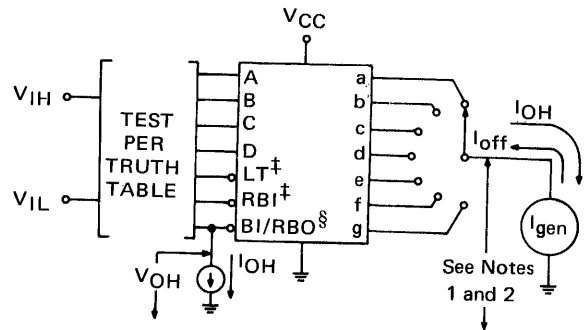 VCC
VIH
VIL
TEST
PER
TRUTH
TABLE
A
B
C
D
LT‡
RBI‡
BI/RBO§
a
b
c
d
e
f
g
IOH
Ioff
Igen
See Notes
1 and 2
VOH
IOH